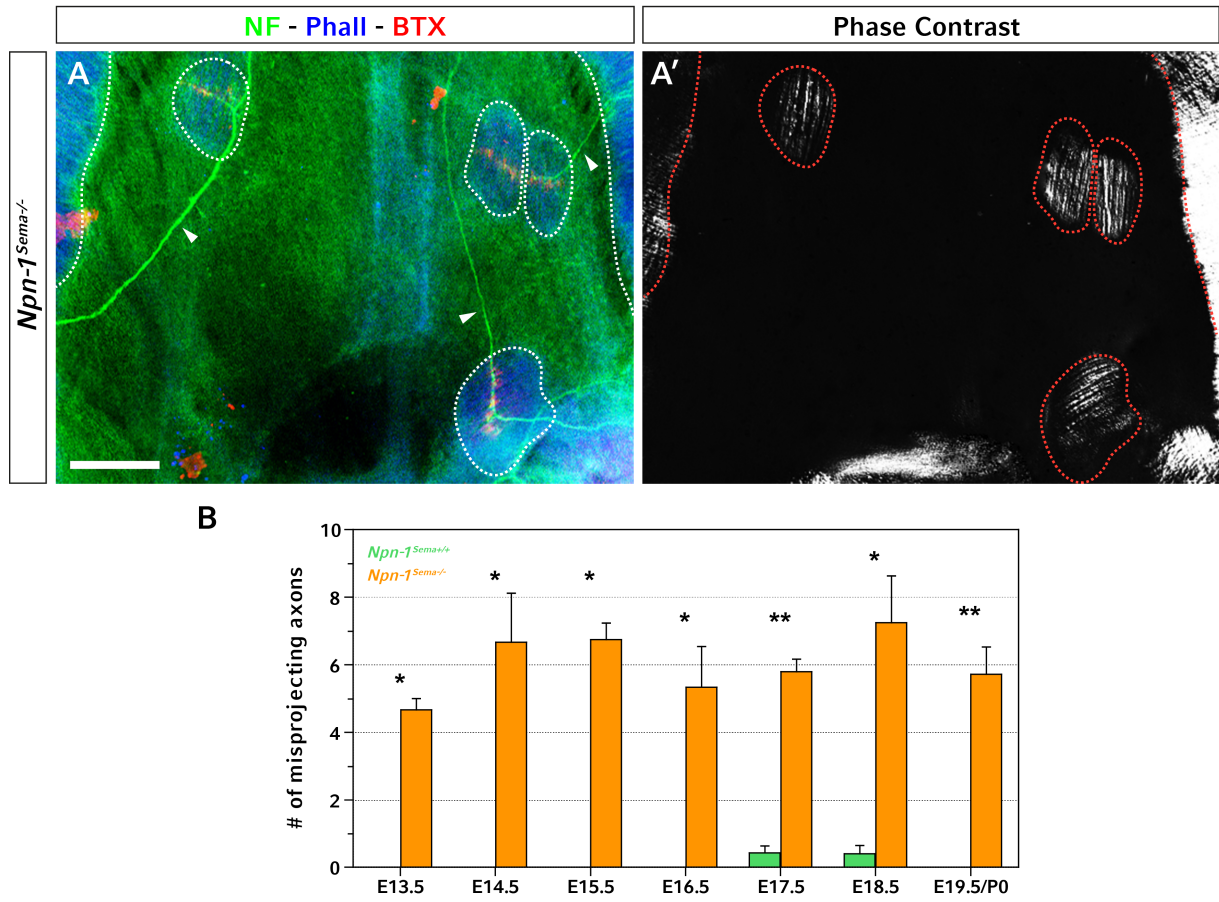 NF - Phall - BTX
Phase Contrast
Npn-1Sema-/-
A
A′
B
# of misprojecting axons
10
8
6
4
2
0
Npn-1Sema+/+
Npn-1Sema-/-
*
*
*
*
**
*
**
E13.5 E14.5 E15.5 E16.5 E17.5 E18.5 E19.5/P0